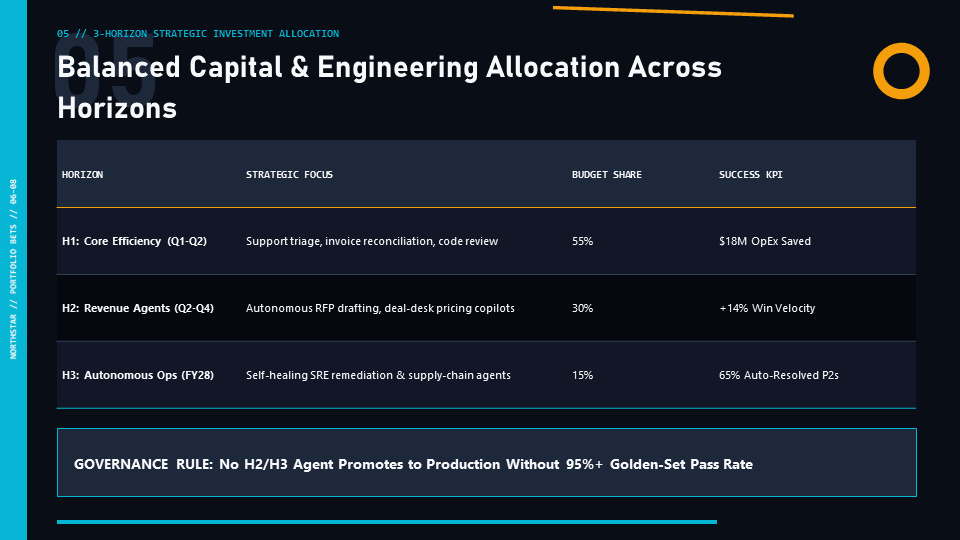 05 // 3-HORIZON STRATEGIC INVESTMENT ALLOCATION
05
Balanced Capital & Engineering Allocation Across
Horizons
HORIZON STRATEGIC FOCUS BUDGET SHARE SUCCESS KPI
H1: Core Efficiency (Q1-Q2) Support triage, invoice reconciliation, code review 55% $18M OpEx Saved
H2: Revenue Agents (Q2-Q4) Autonomous RFP drafting, deal-desk pricing copilots 30% +14% Win Velocity
H3: Autonomous Ops (FY28) Self-healing SRE remediation & supply-chain agents 15% 65% Auto-Resolved P2s
GOVERNANCE RULE: No H2/H3 Agent Promotes to Production Without 95%+ Golden-Set Pass Rate
NORTHSTAR // PORTFOLIO BETS // 06-08